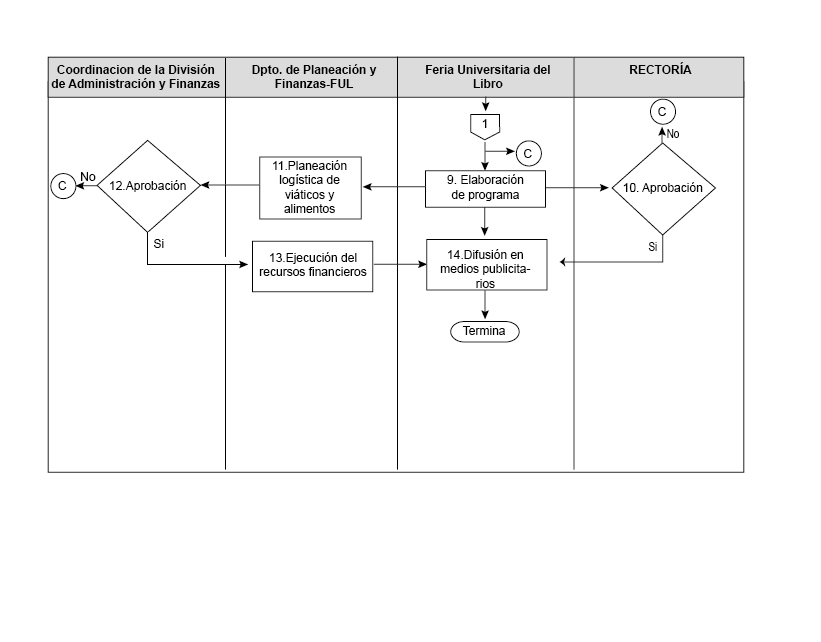 Coordinacion de la División
de Administración y Finanzas
Dpto. de Planeación y
Finanzas-FUL
Feria Universitaria del
Libro
RECTORÍA
1
C
C
No
9. Elaboración
de programa
10. Aprobación
11.Planeación
logística de
viáticos y
alimentos
12.Aprobación
No
C
Si
Si
13.Ejecución del
recursos financieros
14.Difusión en
medios publicita-
rios
Termina